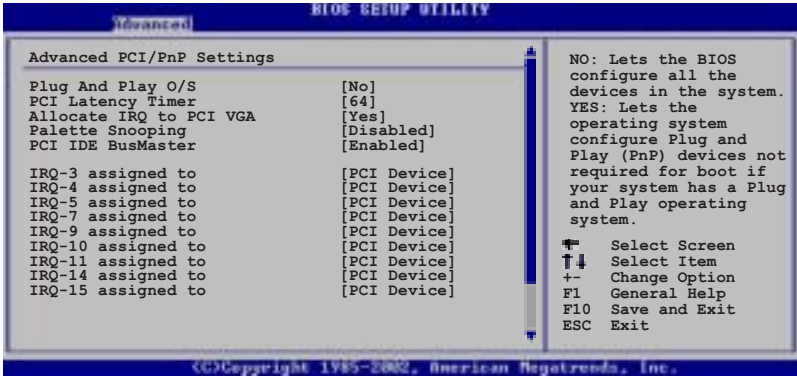 BIOS SETUP UTILITY
Advanced
Advanced PCI/PnP Settings
Plug And Play O/S [No]
PCI Latency Timer [64]
Allocate IRQ to PCI VGA [Yes]
Palette Snooping [Disabled]
PCI IDE BusMaster [Enabled]
IRQ-3 assigned to [PCI Device]
IRQ-4 assigned to [PCI Device]
IRQ-5 assigned to [PCI Device]
IRQ-7 assigned to [PCI Device]
IRQ-9 assigned to [PCI Device]
IRQ-10 assigned to [PCI Device]
IRQ-11 assigned to [PCI Device]
IRQ-14 assigned to [PCI Device]
IRQ-15 assigned to [PCI Device]
NO: Lets the BIOS
configure all the
devices in the system.
YES: Lets the
operating system
configure Plug and
Play (PnP) devices not
required for boot if
your system has a Plug
and Play operating
system.
Select Screen
Select Item
+- Change Option
F1 General Help
F10 Save and Exit
ESC Exit
(C)Copyright 1985-2002, American Megatrends, Inc.